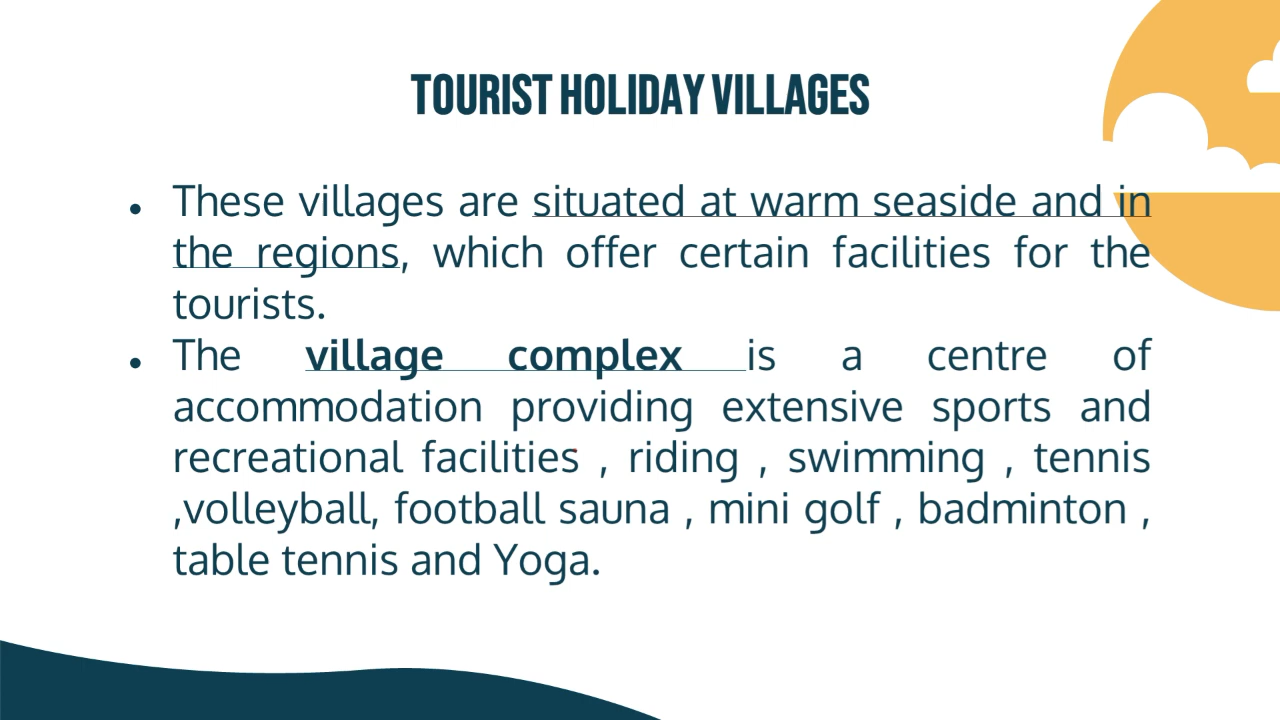 TOURIST HOLIDAY VILLAGES
• These villages are situated at warm seaside and in
the regions, which offer certain facilities for the
tourists.
• The village complex is a centre of
accommodation providing extensive sports and
recreational facilities , riding , swimming , tennis
,volleyball, football sauna , mini golf , badminton ,
table tennis and Yoga.